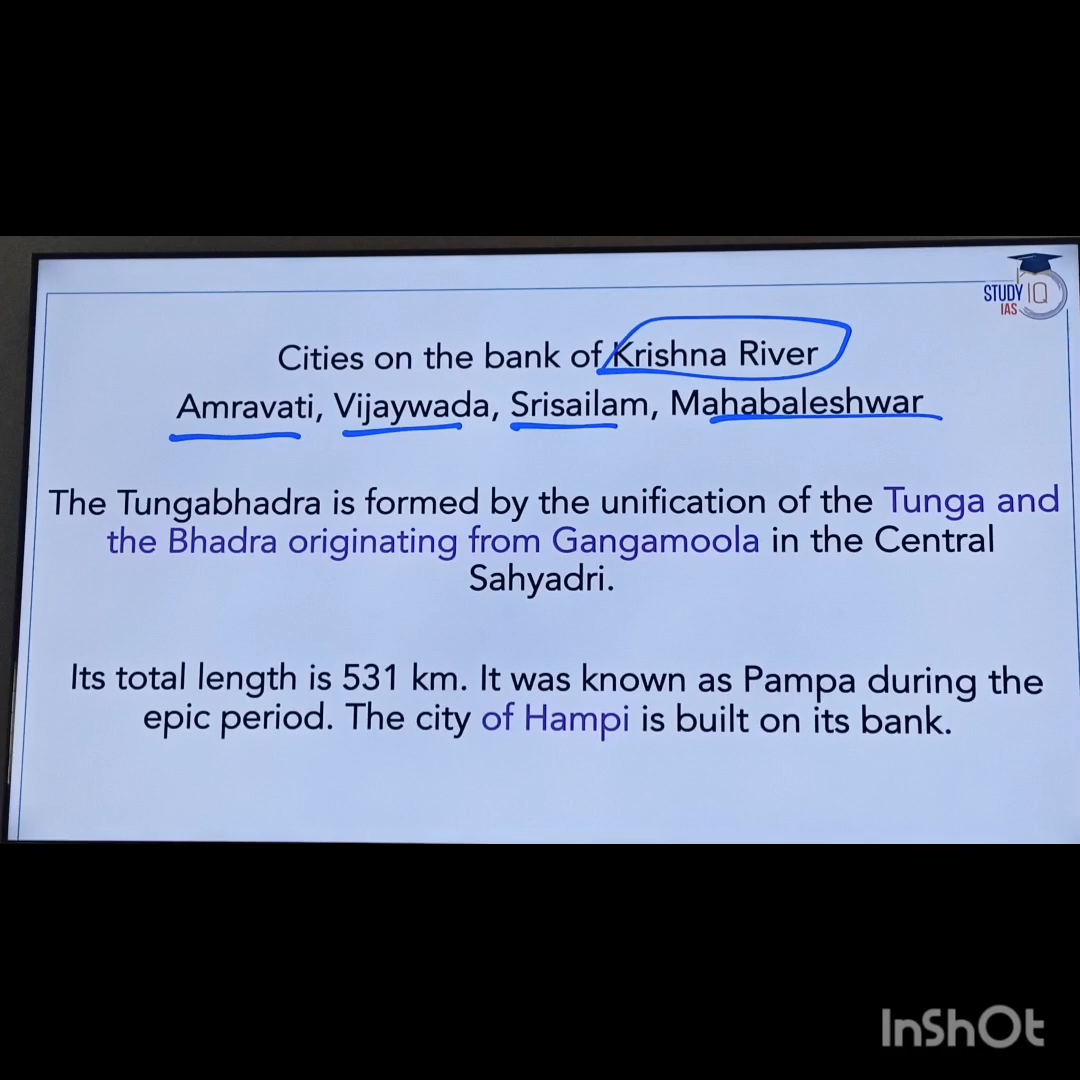 STUDY IQ
IAS
Cities on the bank of Krishna River
Amravati, Vijaywada, Srisailam, Mahabaleshwar
The Tungabhadra is formed by the unification of the Tunga and
the Bhadra originating from Gangamoola in the Central
Sahyadri.
Its total length is 531 km. It was known as Pampa during the
epic period. The city of Hampi is built on its bank.
InShOt